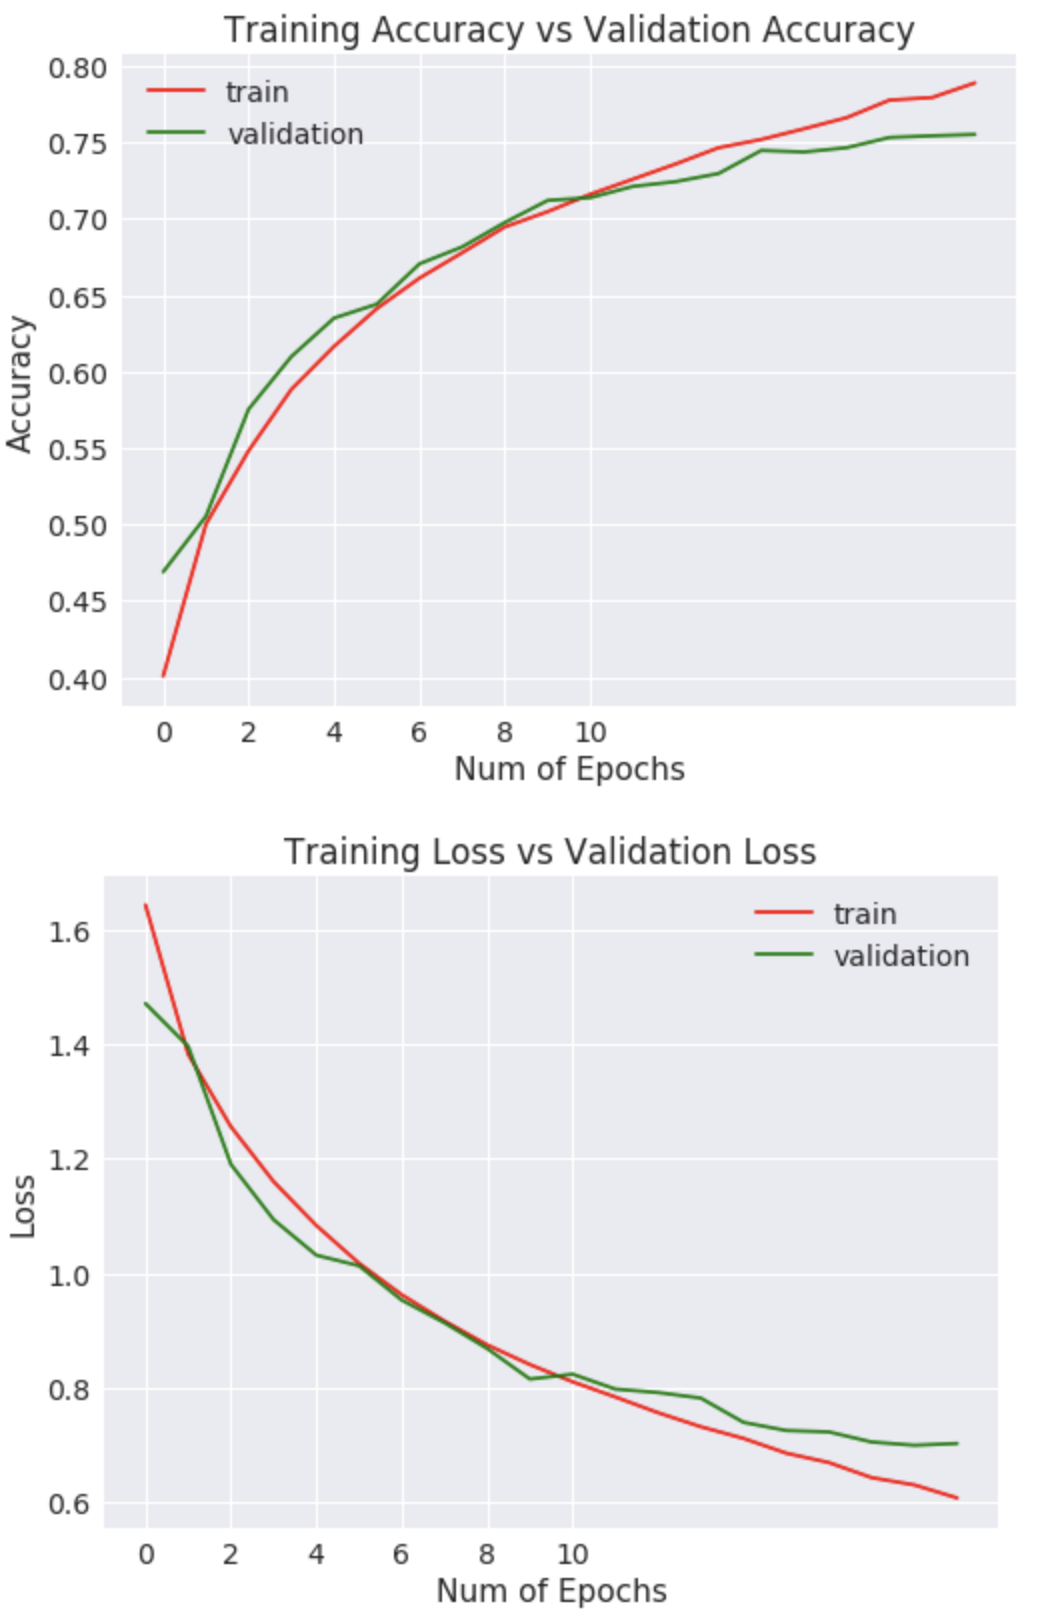 Training Accuracy vs Validation Accuracy
train
validation
0.80
0.75
0.70
0.65
0.60
0.55
0.50
0.45
0.40
Accuracy
0 2 4 6 8 10
Num of Epochs
Training Loss vs Validation Loss
train
validation
1.6
1.4
1.2
1.0
0.8
0.6
Loss
0 2 4 6 8 10
Num of Epochs